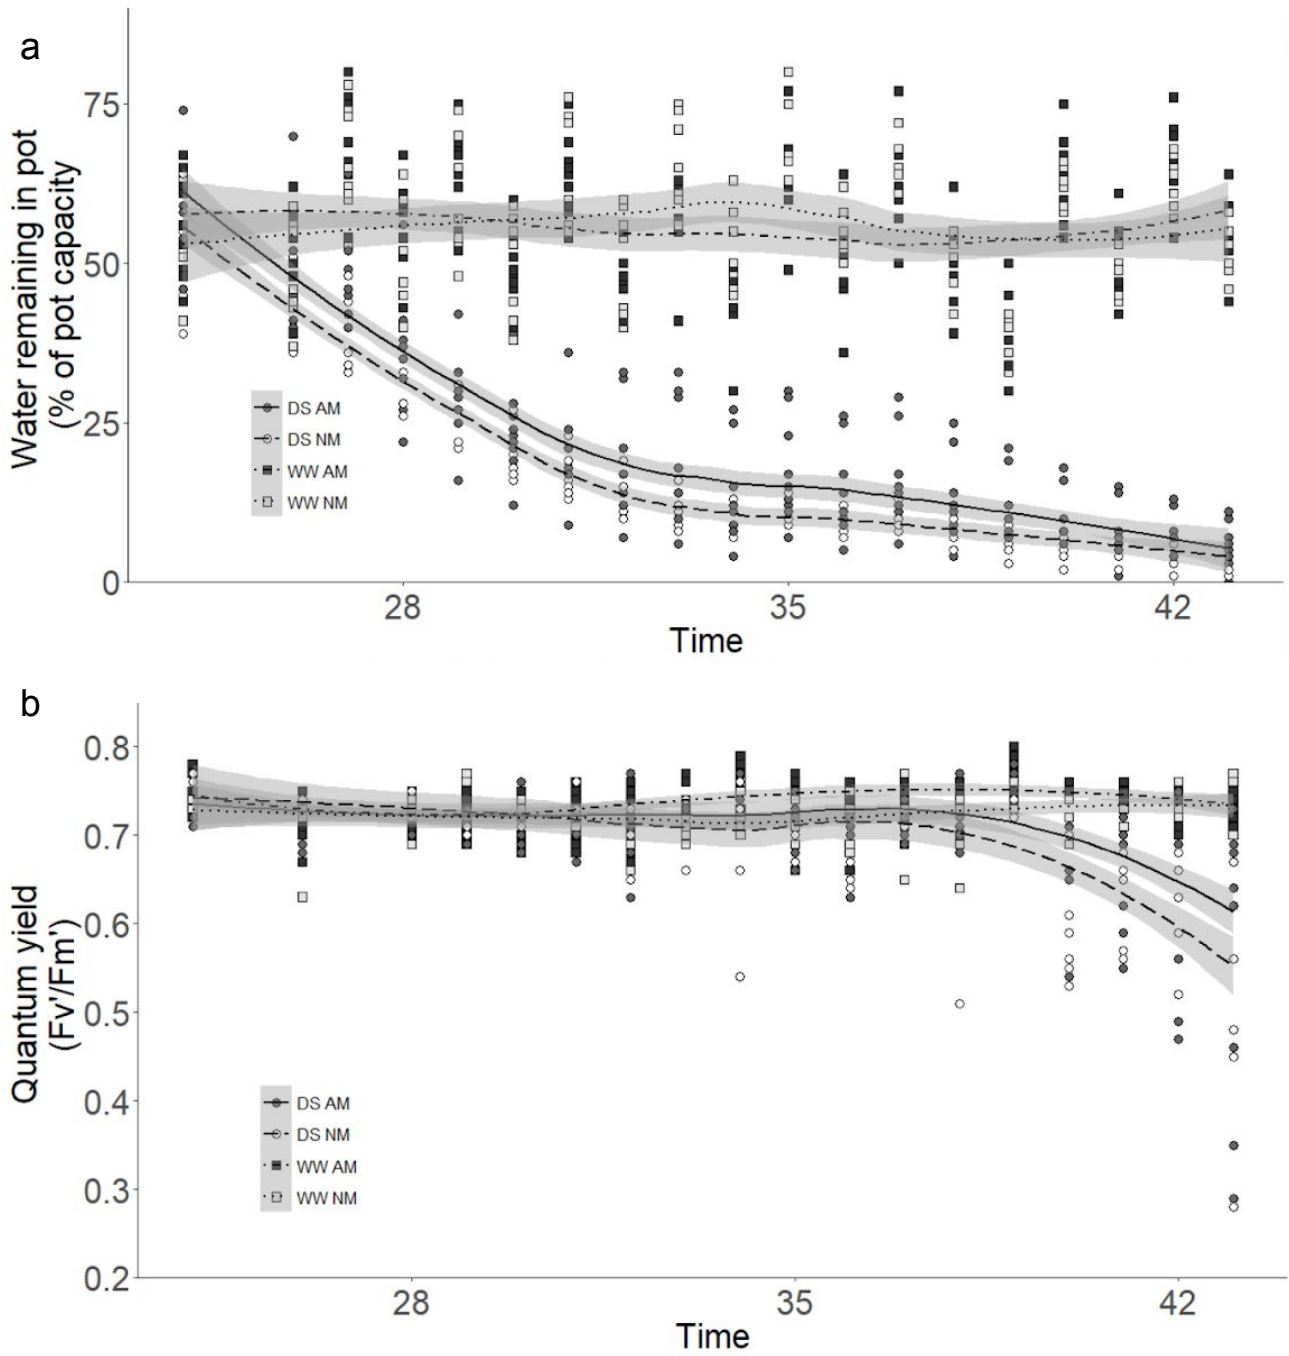 a
Water remaining in pot
(% of pot capacity)
75
50
25
0
DS AM
DS NM
WW AM
WW NM
28
35
42
Time
b
Quantum yield
(Fv'/Fm')
0.8
0.7
0.6
0.5
0.4
0.3
0.2
DS AM
DS NM
WW AM
WW NM
28
35
42
Time